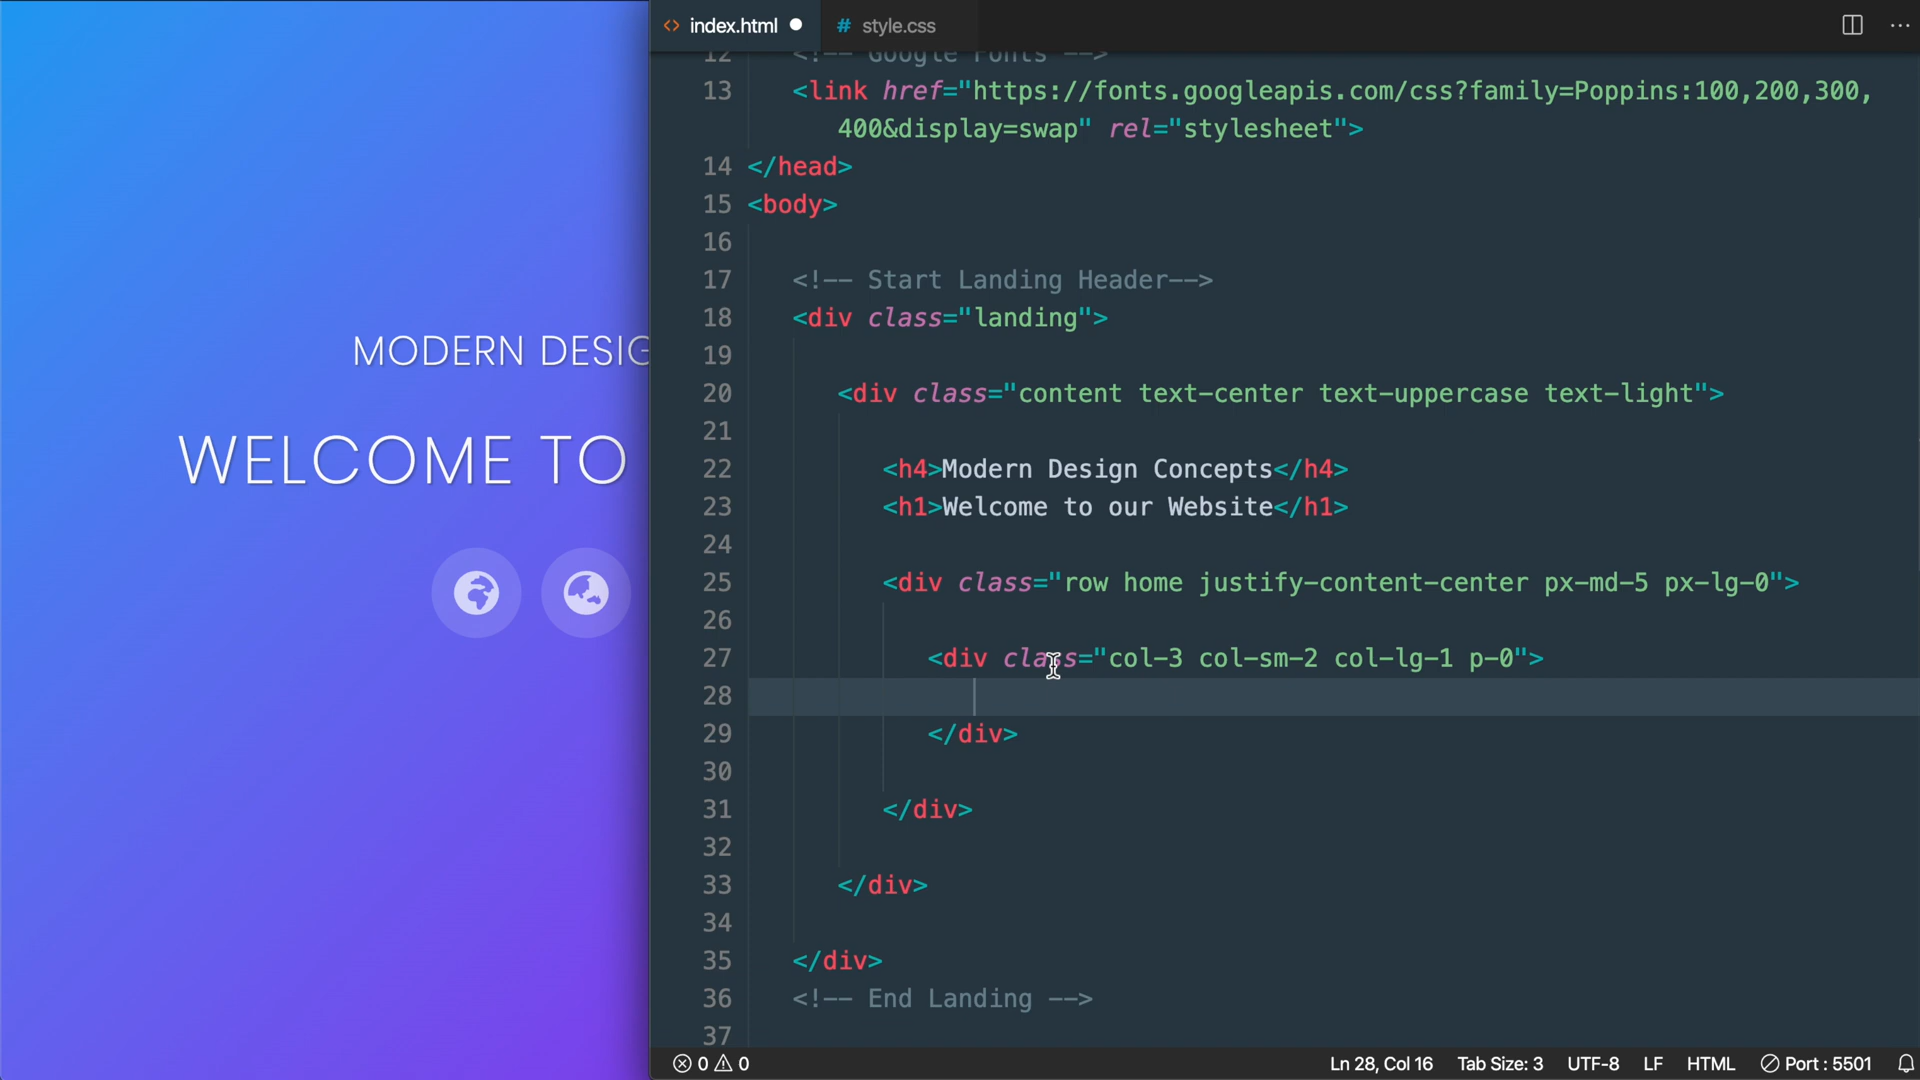 index.html
style.css
MODERN DESIG
WELCOME TO
12 <!-- Google Fonts -->
13 <link href="https://fonts.googleapis.com/css?family=Poppins:100,200,300,
400&display=swap" rel="stylesheet">
14 </head>
15 <body>
16
17 <!-- Start Landing Header-->
18 <div class="landing">
19
20 <div class="content text-center text-uppercase text-light">
21
22 <h4>Modern Design Concepts</h4>
23 <h1>Welcome to our Website</h1>
24
25 <div class="row home justify-content-center px-md-5 px-lg-0">
26
27 <div class="col-3 col-sm-2 col-lg-1 p-0">
28
29 </div>
30
31 </div>
32
33 </div>
34
35 </div>
36 <!-- End Landing -->
37
0 0
Ln 28, Col 16 Tab Size: 3 UTF-8 LF HTML Port : 5501